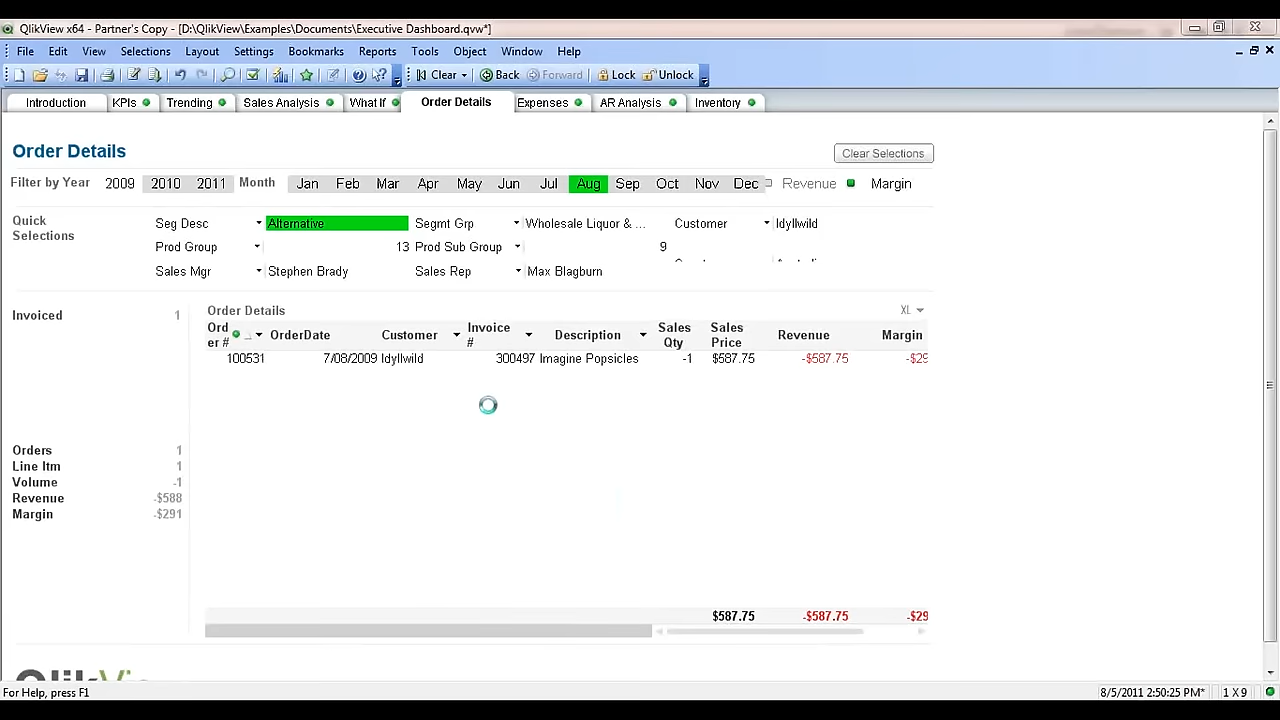 QlikView x64 - Partner's Copy - [D:\QlikView\Examples\Documents\Executive Dashboard.qvw*]
File Edit View Selections Layout Settings Bookmarks Reports Tools Object Window Help
Clear Back Forward Lock Unlock
Introduction KPIs Trending Sales Analysis What If Order Details Expenses AR Analysis Inventory
Order Details
Clear Selections
Filter by Year 2009 2010 2011 Month Jan Feb Mar Apr May Jun Jul Aug Sep Oct Nov Dec Revenue Margin
Quick Selections
Seg Desc Alternative Segmt Grp Wholesale Liquor & ... Customer Idyllwild
Prod Group 13 Prod Sub Group 9
Sales Mgr Stephen Brady Sales Rep Max Blagburn
Invoiced 1
Order Details XL
Ord er # OrderDate Customer Invoice # Description Sales Qty Sales Price Revenue Margin
100531 7/08/2009 Idyllwild 300497 Imagine Popsicles -1 $587.75 -$587.75 -$29
Orders 1
Line Itm 1
Volume -1
Revenue -$588
Margin -$291
$587.75 -$587.75 -$29
QlikVi
For Help, press F1 8/5/2011 2:50:25 PM* 1 X 9